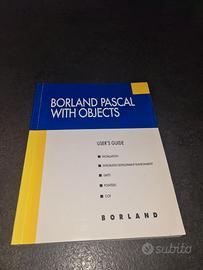 BORLAND PASCAL
WITH OBJECTS
USER'S GUIDE
INSTALLATION
INTEGRATED DEVELOPMENT ENVIRONMENT
UNITS
POINTERS
OOP
BORLAND
subito